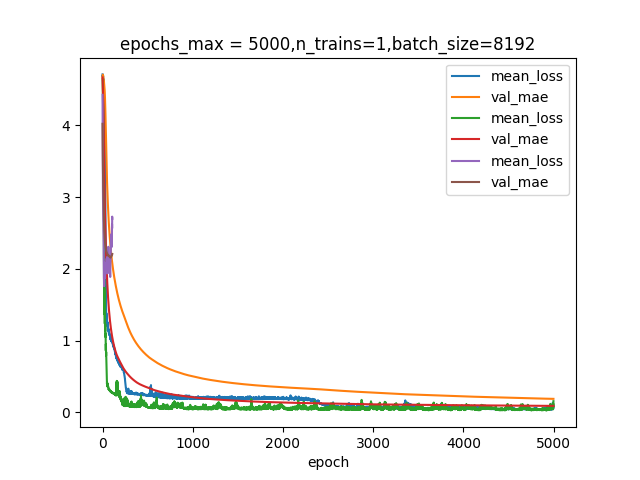 epochs_max = 5000,n_trains=1,batch_size=8192
mean_loss
val_mae
mean_loss
val_mae
mean_loss
val_mae
4
3
2
1
0
0 1000 2000 3000 4000 5000
epoch